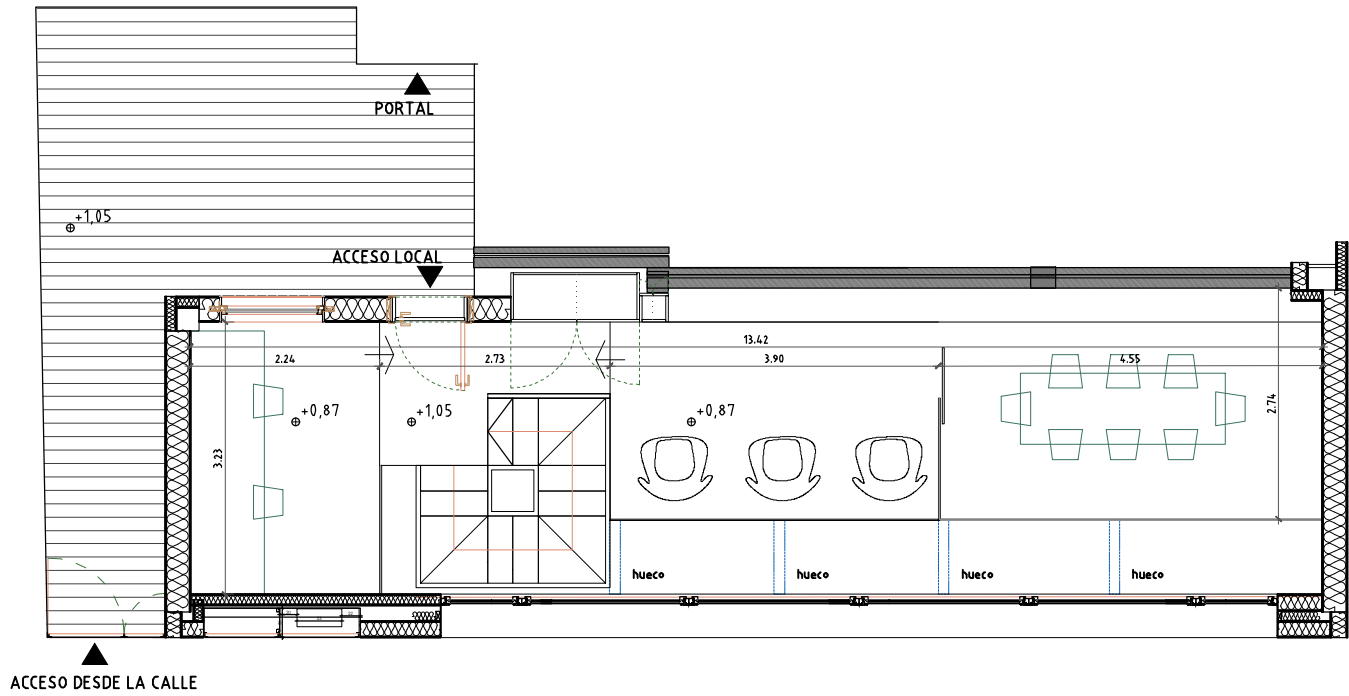 PORTAL
+1,05
ACCESO LOCAL
13.42
2.24
2.73
3.90
4.55
+0,87
+1,05
+0,87
2.74
3.23
hueco
hueco
hueco
hueco
ACCESO DESDE LA CALLE